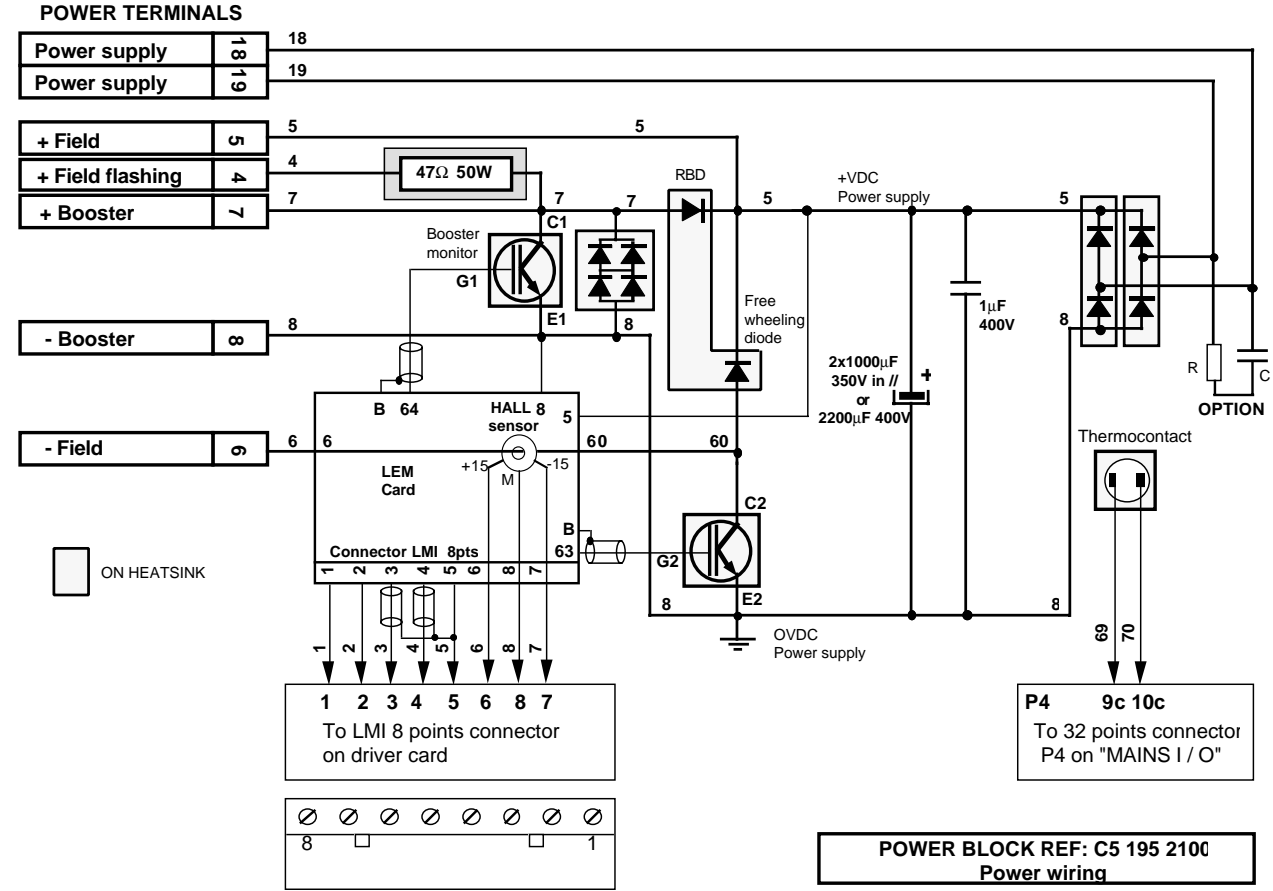 POWER TERMINALS
Power supply 18 18
Power supply 19 19
+ Field 5 5 5
+ Field flashing 4 4 47Ω 50W
RBD
+ Booster 7 7 7 7 5
+VDC
Power supply
5
C1
Booster
monitor
G1
E1
Free
wheeling
diode
1µF
400V
- Booster 8 8 8 8
2x1000µF
350V in //
or
2200µF 400V
+
R C
OPTION
B 64 HALL 8
sensor
5
- Field 6 6 6 60 60
+15 -15
M
LEM
Card
Thermocontact
C2
B
63
G2
E2
Connector LMI 8pts
1 2 3 4 5 6 8 7
ON HEATSINK
8 8
OVDC
Power supply
69 70
1 2 3 4 5 6 8 7
1 2 3 4 5 6 8 7
To LMI 8 points connector
on driver card
P4 9c 10c
To 32 points connector
P4 on "MAINS I / O"
8 1
POWER BLOCK REF: C5 195 2100
Power wiring